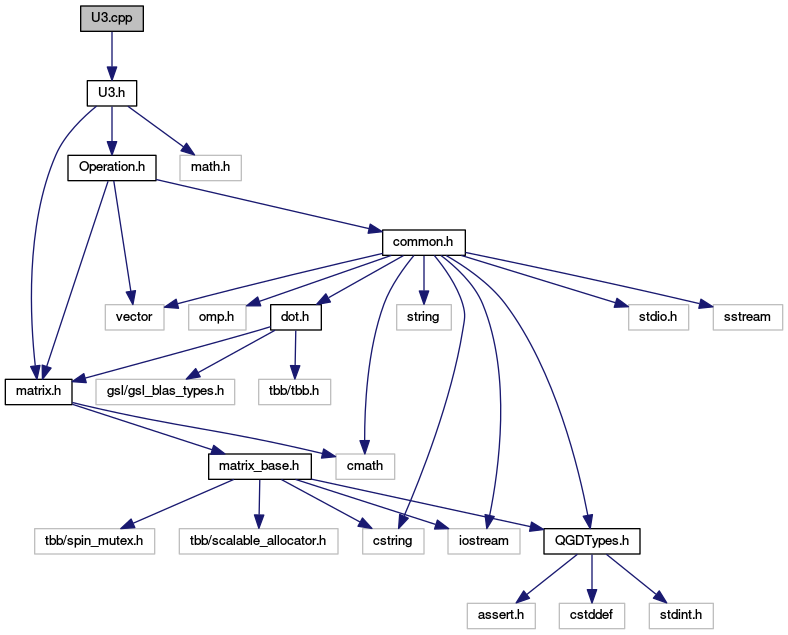 U3.cpp
U3.h
Operation.h
math.h
common.h
vector
omp.h
dot.h
string
stdio.h
sstream
matrix.h
gsl/gsl_blas_types.h
tbb/tbb.h
matrix_base.h
cmath
tbb/spin_mutex.h
tbb/scalable_allocator.h
cstring
iostream
QGDTypes.h
assert.h
cstddef
stdint.h